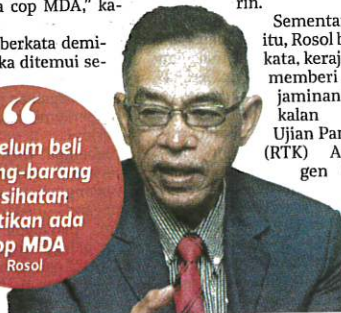 a cop MDA," ka-
berkata demi-
ka ditemui se-
“
elum beli
ng-barang
sihatan
tikan ada
op MDA
Rosol
rin.
Sementa
itu, Rosol b
kata, keraj
memberi
jaminan
kalan
Ujian Pan
(RTK) A
gen